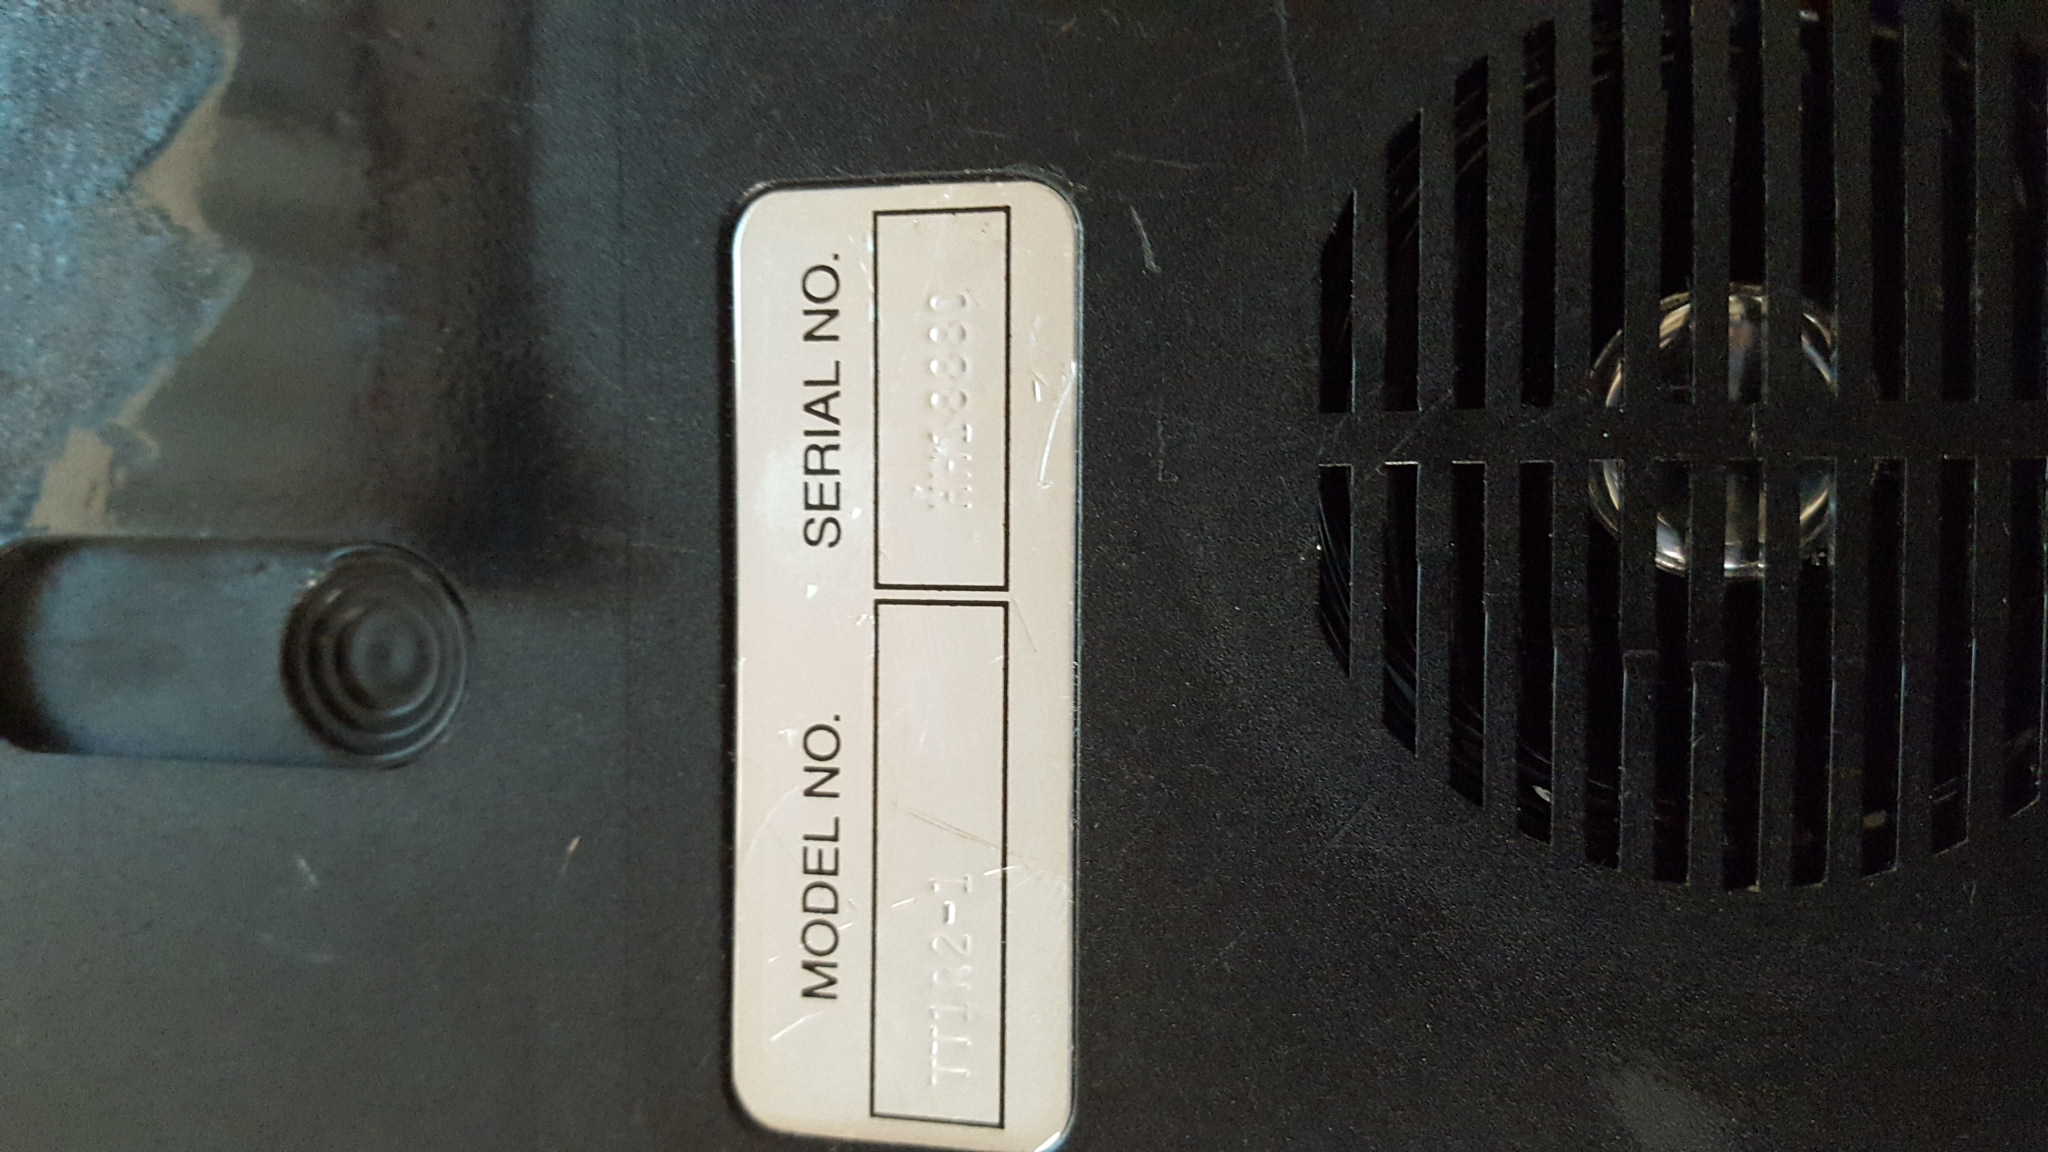 MODEL NO. SERIAL NO.
TT1R2-1